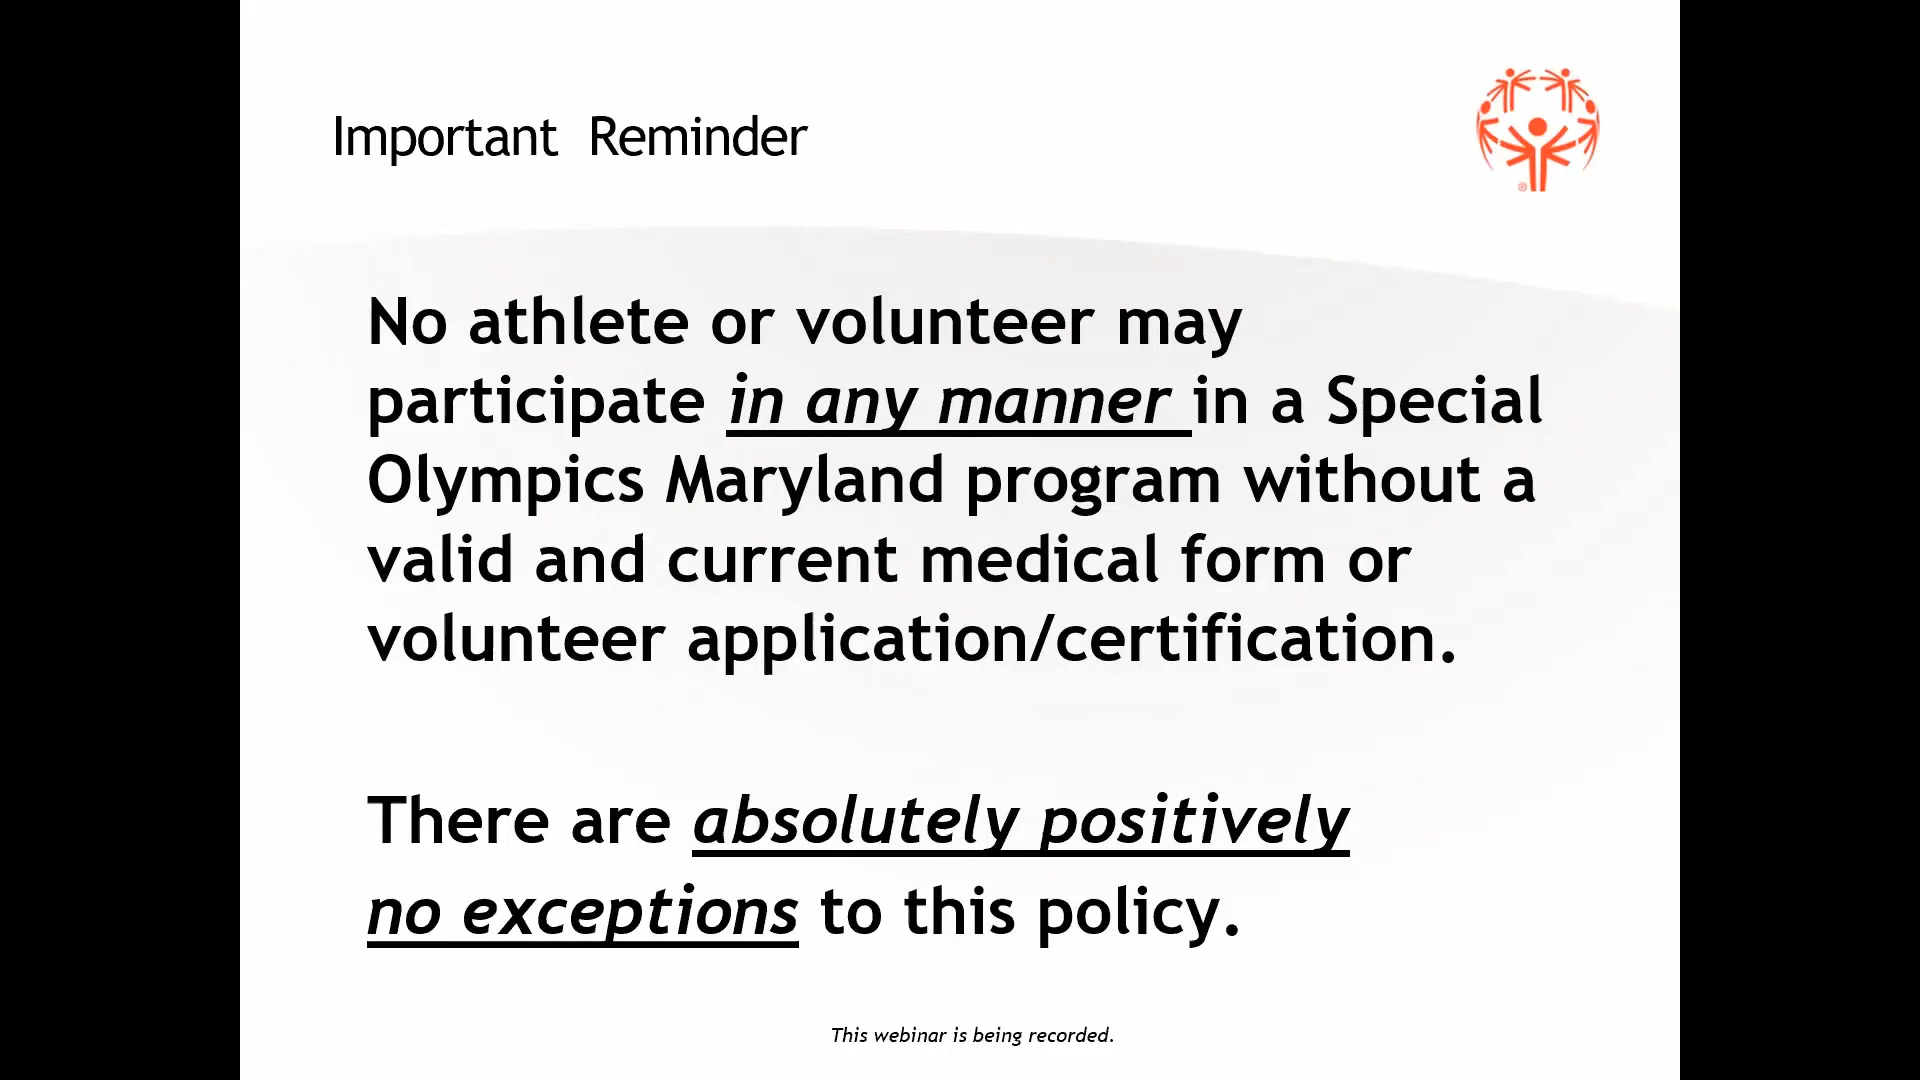 Important Reminder
No athlete or volunteer may
participate in any manner in a Special
Olympics Maryland program without a
valid and current medical form or
volunteer application/certification.
There are absolutely positively
no exceptions to this policy.
This webinar is being recorded.
®